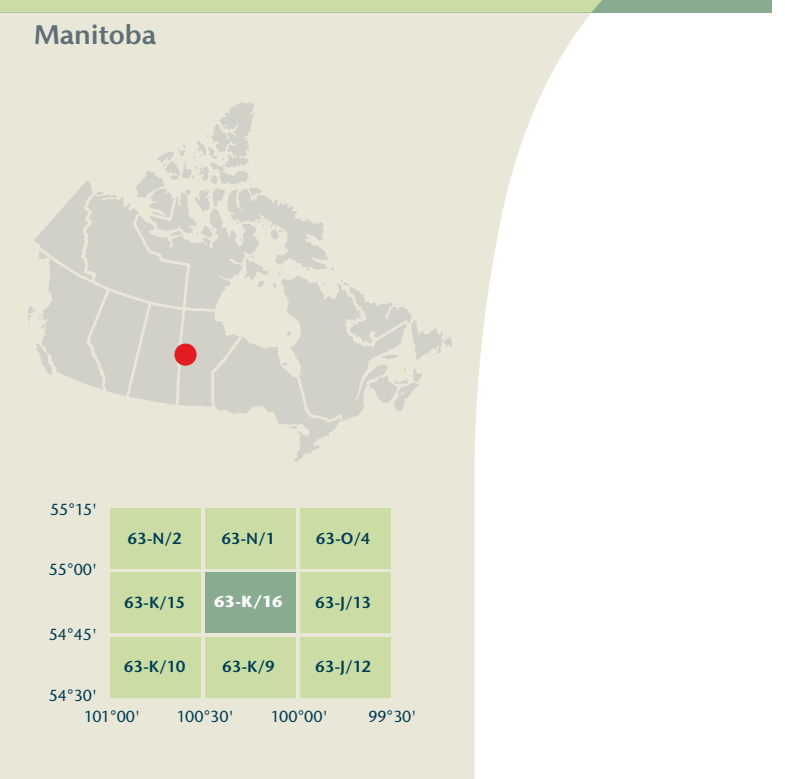 Manitoba
55°15'
63-N/2 63-N/1 63-O/4
55°00'
63-K/15 63-K/16 63-J/13
54°45'
63-K/10 63-K/9 63-J/12
54°30'
101°00' 100°30' 100°00' 99°30'